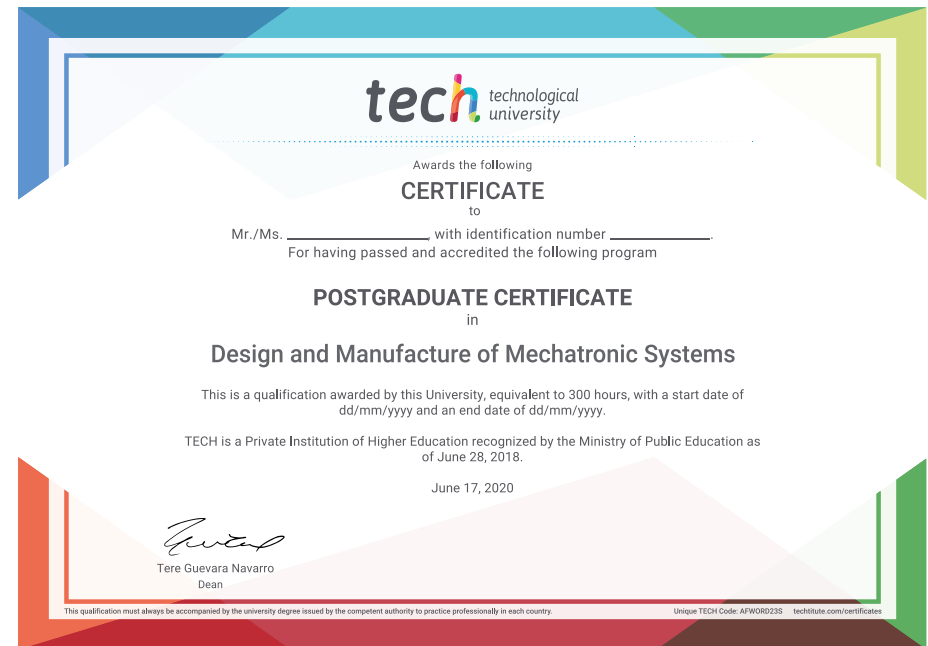 tech technological
university
Awards the following
CERTIFICATE
to
Mr./Ms. ____________________, with identification number ______________.
For having passed and accredited the following program
POSTGRADUATE CERTIFICATE
in
Design and Manufacture of Mechatronic Systems
This is a qualification awarded by this University, equivalent to 300 hours, with a start date of
dd/mm/yyyy and an end date of dd/mm/yyyy.
TECH is a Private Institution of Higher Education recognized by the Ministry of Public Education as
of June 28, 2018.
June 17, 2020
Tere Guevara Navarro
Dean
This qualification must always be accompanied by the university degree issued by the competent authority to practice professionally in each country. Unique TECH Code: AFWORD23S techtitute.com/certificates